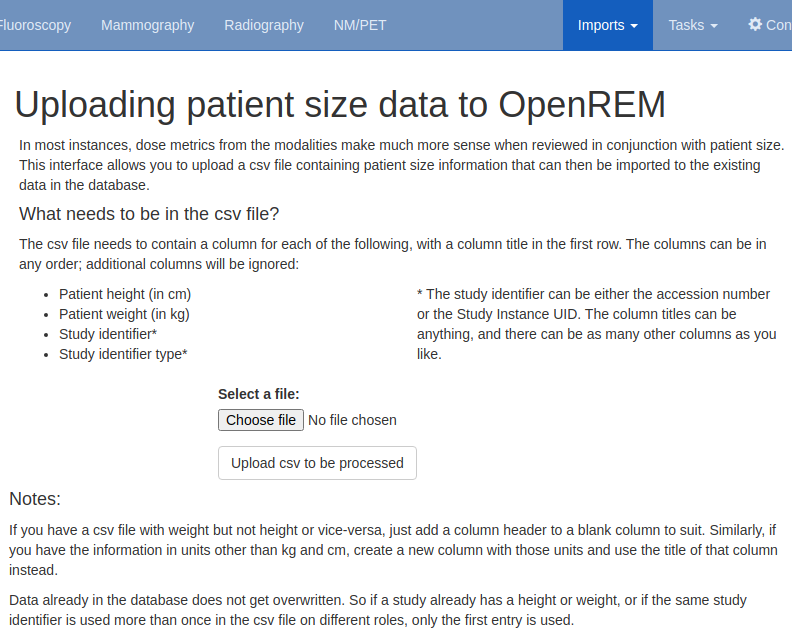 Fluoroscopy Mammography Radiography NM/PET Imports Tasks Con
Uploading patient size data to OpenREM
In most instances, dose metrics from the modalities make much more sense when reviewed in conjunction with patient size.
This interface allows you to upload a csv file containing patient size information that can then be imported to the existing
data in the database.
What needs to be in the csv file?
The csv file needs to contain a column for each of the following, with a column title in the first row. The columns can be in
any order; additional columns will be ignored:
• Patient height (in cm)
• Patient weight (in kg)
• Study identifier*
• Study identifier type*
* The study identifier can be either the accession number
or the Study Instance UID. The column titles can be
anything, and there can be as many other columns as you
like.
Select a file:
Choose file No file chosen
Upload csv to be processed
Notes:
If you have a csv file with weight but not height or vice-versa, just add a column header to a blank column to suit. Similarly, if
you have the information in units other than kg and cm, create a new column with those units and use the title of that column
instead.
Data already in the database does not get overwritten. So if a study already has a height or weight, or if the same study
identifier is used more than once in the csv file on different roles, only the first entry is used.